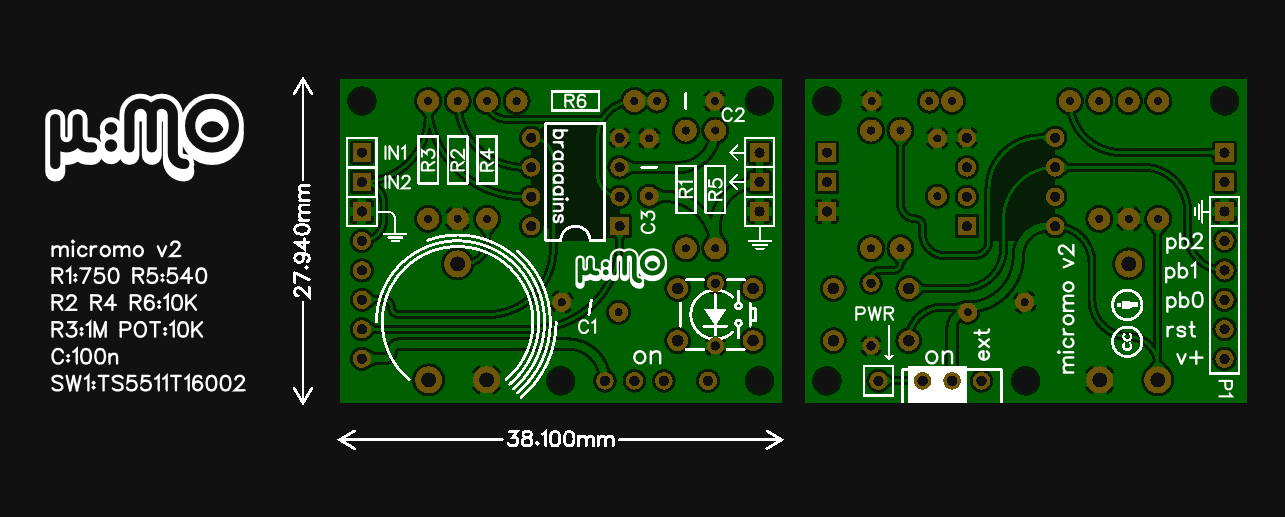 µ:MO
micromo v2
R1:750 R5:540
R2 R4 R6:10K
R3:1M POT:10K
C:100n
SW1:TS5511T16002
27.940mm
38.100mm
R6
C2
IN1
IN2
R3
R2
R4
braaaains
R1
R5
C3
µ:MO
C1
on
pb2
pb1
pb0
rst
v+
P1
micromo v2
cc
PWR
on
ext